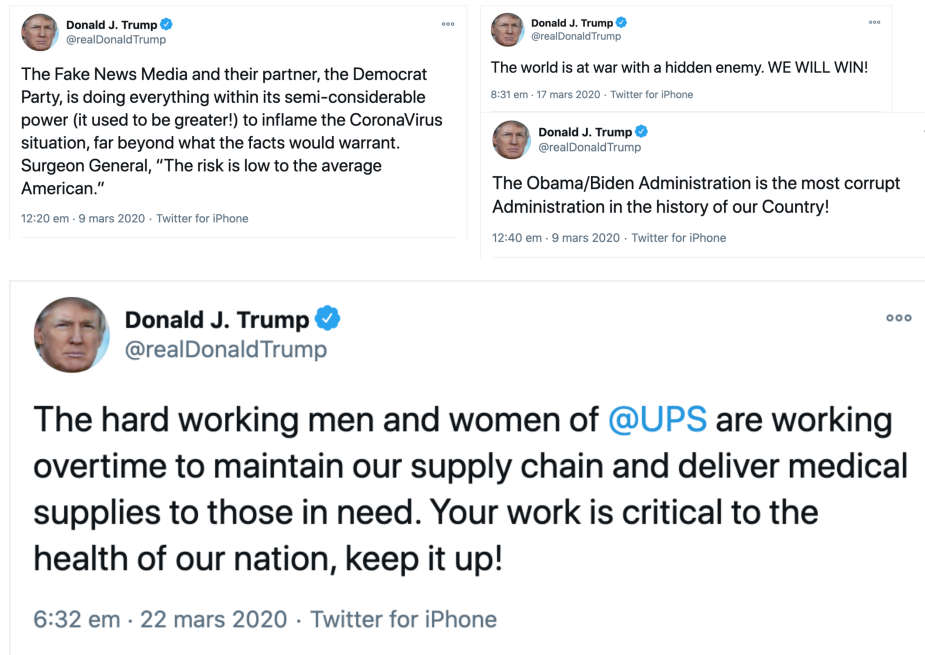 Donald J. Trump
@realDonaldTrump
The Fake News Media and their partner, the Democrat
Party, is doing everything within its semi-considerable
power (it used to be greater!) to inflame the CoronaVirus
situation, far beyond what the facts would warrant.
Surgeon General, “The risk is low to the average
American.”
12:20 em · 9 mars 2020 · Twitter for iPhone
Donald J. Trump
@realDonaldTrump
The world is at war with a hidden enemy. WE WILL WIN!
8:31 em · 17 mars 2020 · Twitter for iPhone
Donald J. Trump
@realDonaldTrump
The Obama/Biden Administration is the most corrupt
Administration in the history of our Country!
12:40 em · 9 mars 2020 · Twitter for iPhone
Donald J. Trump
@realDonaldTrump
The hard working men and women of @UPS are working
overtime to maintain our supply chain and deliver medical
supplies to those in need. Your work is critical to the
health of our nation, keep it up!
6:32 em · 22 mars 2020 · Twitter for iPhone